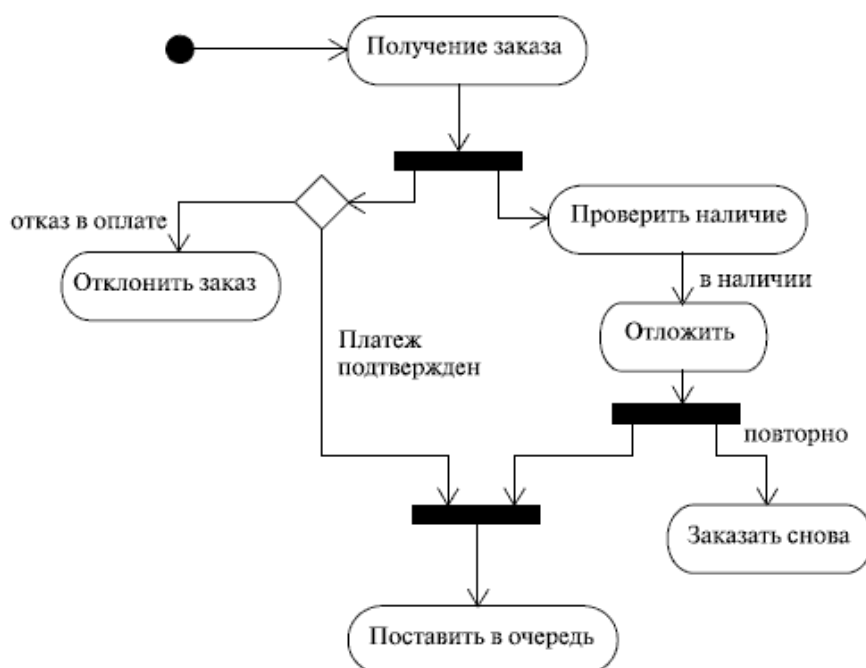 Получение заказа
отказ в оплате
Проверить наличие
Отклонить заказ
в наличии
Отложить
Платеж
подтвержден
повторно
Заказать снова
Поставить в очередь